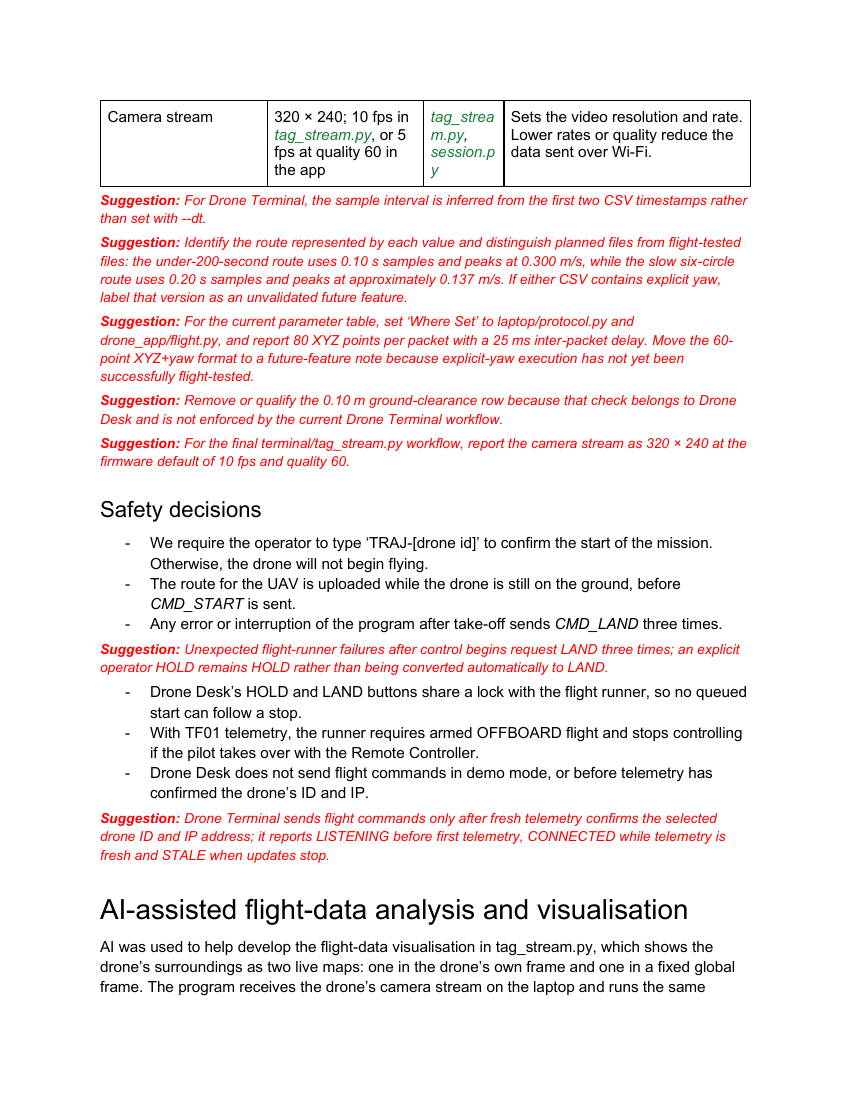 Camera stream
320 × 240; 10 fps in
tag_stream.py, or 5
fps at quality 60 in
the app
tag_strea
m.py,
session.p
y
Sets the video resolution and rate.
Lower rates or quality reduce the
data sent over Wi-Fi.
Suggestion: For Drone Terminal, the sample interval is inferred from the first two CSV timestamps rather
than set with --dt.
Suggestion: Identify the route represented by each value and distinguish planned files from flight-tested
files: the under-200-second route uses 0.10 s samples and peaks at 0.300 m/s, while the slow six-circle
route uses 0.20 s samples and peaks at approximately 0.137 m/s. If either CSV contains explicit yaw,
label that version as an unvalidated future feature.
Suggestion: For the current parameter table, set ‘Where Set’ to laptop/protocol.py and
drone_app/flight.py, and report 80 XYZ points per packet with a 25 ms inter-packet delay. Move the 60-
point XYZ+yaw format to a future-feature note because explicit-yaw execution has not yet been
successfully flight-tested.
Suggestion: Remove or qualify the 0.10 m ground-clearance row because that check belongs to Drone
Desk and is not enforced by the current Drone Terminal workflow.
Suggestion: For the final terminal/tag_stream.py workflow, report the camera stream as 320 × 240 at the
firmware default of 10 fps and quality 60.
Safety decisions
- We require the operator to type ‘TRAJ-[drone id]’ to confirm the start of the mission.
Otherwise, the drone will not begin flying.
- The route for the UAV is uploaded while the drone is still on the ground, before
CMD_START is sent.
- Any error or interruption of the program after take-off sends CMD_LAND three times.
Suggestion: Unexpected flight-runner failures after control begins request LAND three times; an explicit
operator HOLD remains HOLD rather than being converted automatically to LAND.
- Drone Desk’s HOLD and LAND buttons share a lock with the flight runner, so no queued
start can follow a stop.
- With TF01 telemetry, the runner requires armed OFFBOARD flight and stops controlling
if the pilot takes over with the Remote Controller.
- Drone Desk does not send flight commands in demo mode, or before telemetry has
confirmed the drone’s ID and IP.
Suggestion: Drone Terminal sends flight commands only after fresh telemetry confirms the selected
drone ID and IP address; it reports LISTENING before first telemetry, CONNECTED while telemetry is
fresh and STALE when updates stop.
AI-assisted flight-data analysis and visualisation
AI was used to help develop the flight-data visualisation in tag_stream.py, which shows the
drone’s surroundings as two live maps: one in the drone’s own frame and one in a fixed global
frame. The program receives the drone’s camera stream on the laptop and runs the same